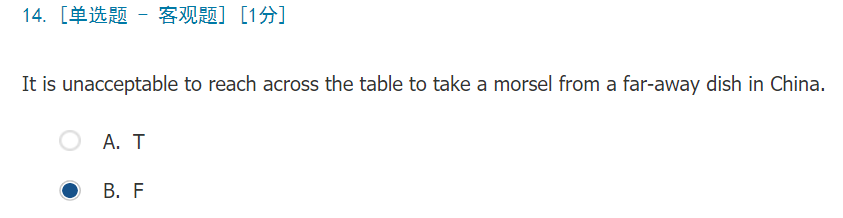 14. [单选题 - 客观题] [1分]
It is unacceptable to reach across the table to take a morsel from a far-away dish in China.
A. T
B. F